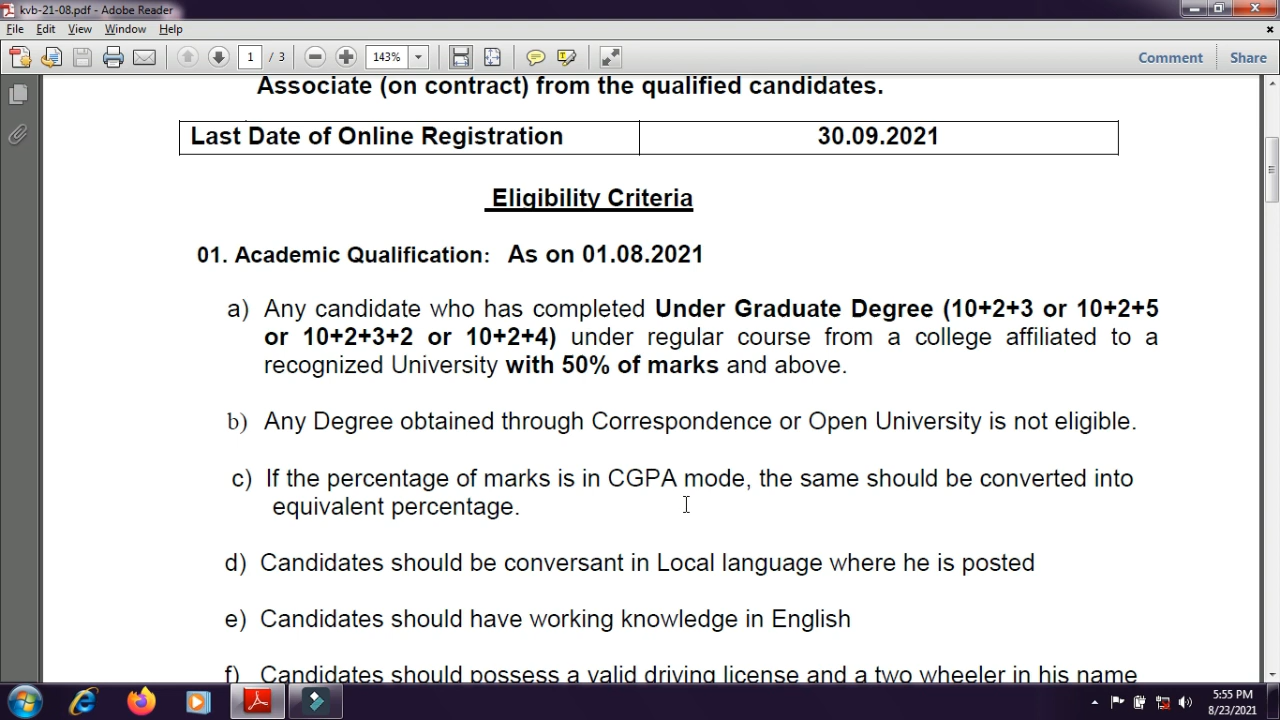 kvb-21-08.pdf - Adobe Reader
File Edit View Window Help
1 / 3 143% Comment Share
Associate (on contract) from the qualified candidates.
Last Date of Online Registration 30.09.2021
Eligibility Criteria
01. Academic Qualification: As on 01.08.2021
a) Any candidate who has completed Under Graduate Degree (10+2+3 or 10+2+5
or 10+2+3+2 or 10+2+4) under regular course from a college affiliated to a
recognized University with 50% of marks and above.
b) Any Degree obtained through Correspondence or Open University is not eligible.
c) If the percentage of marks is in CGPA mode, the same should be converted into
equivalent percentage.
d) Candidates should be conversant in Local language where he is posted
e) Candidates should have working knowledge in English
f) Candidates should possess a valid driving license and a two wheeler in his name
5:55 PM
8/23/2021